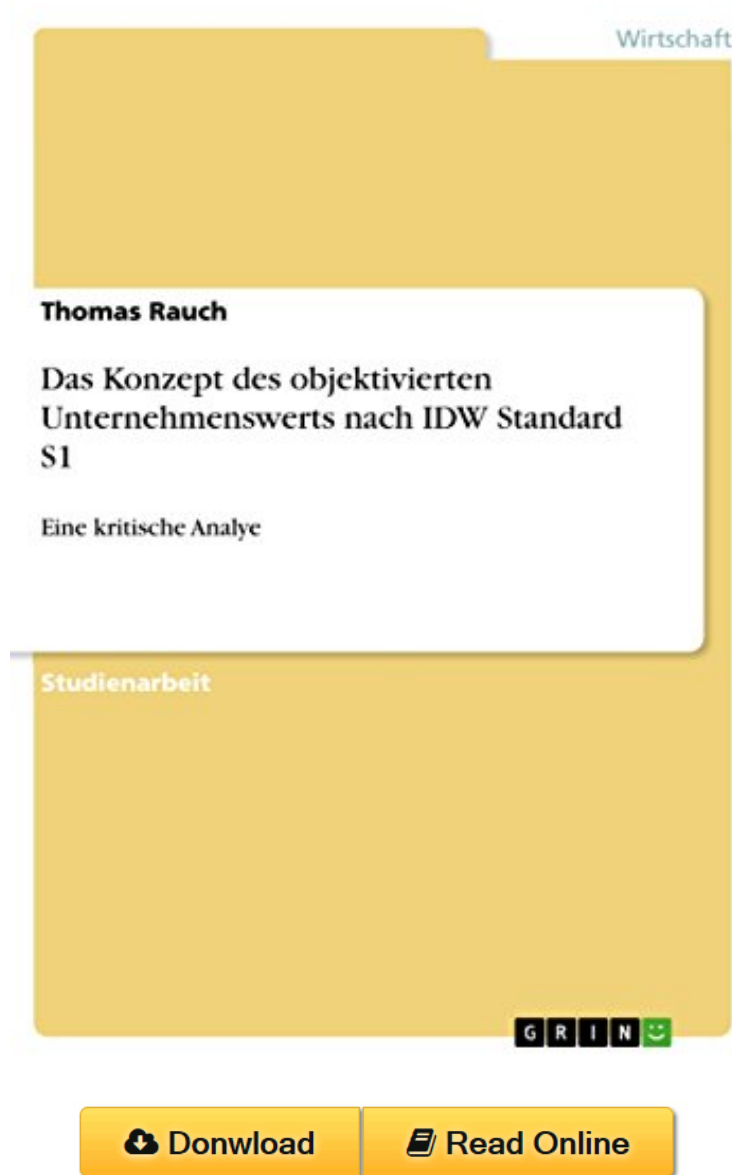 Wirtschaft
Thomas Rauch
Das Konzept des objektivierten
Unternehmenswerts nach IDW Standard
S1
Eine kritische Analye
Studienarbeit
GRIN
Donwload
Read Online